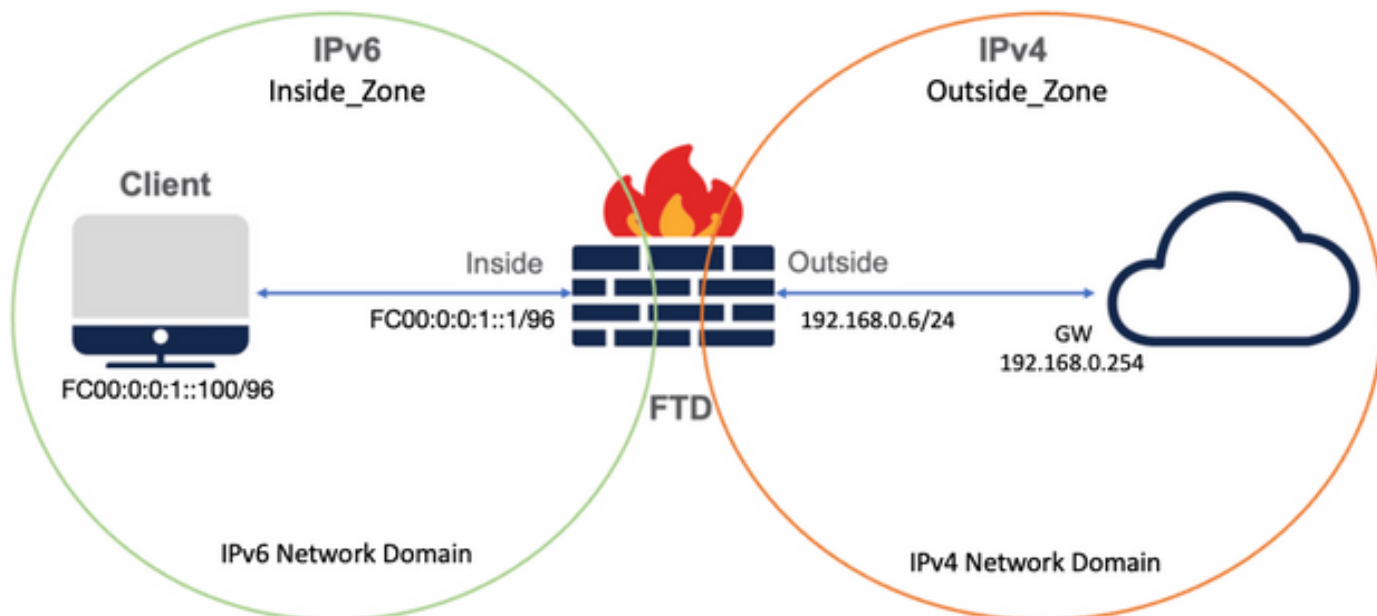 IPv6
Inside_Zone
IPv4
Outside_Zone
Client
Inside
Outside
FC00:0:0:1::1/96
192.168.0.6/24
GW
192.168.0.254
FC00:0:0:1::100/96
FTD
IPv6 Network Domain
IPv4 Network Domain